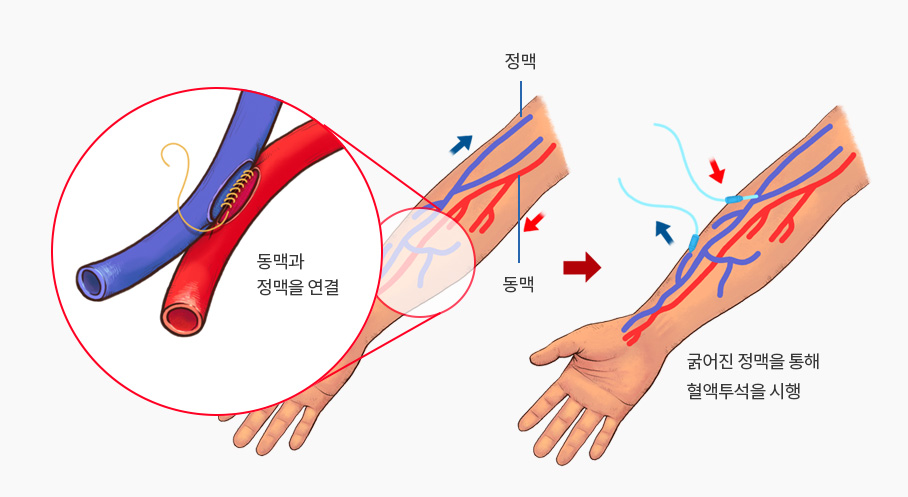 정맥
동맥과
정맥을 연결
동맥
굵어진 정맥을 통해
혈액투석을 시행